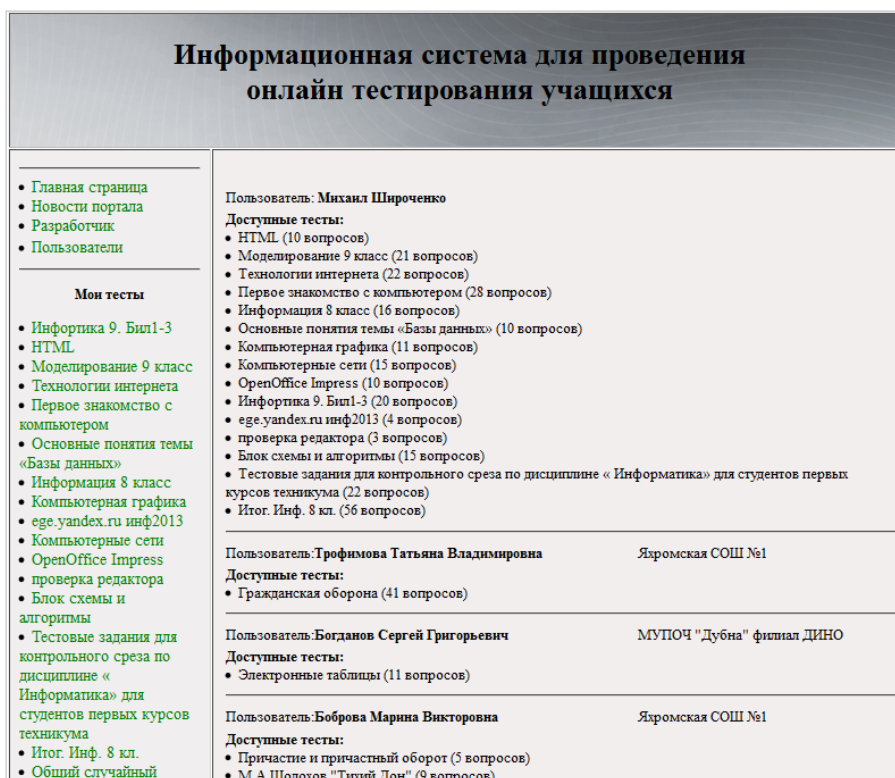 Информационная система для проведения
онлайн тестирования учащихся
• Главная страница
• Новости портала
• Разработчик
• Пользователи
Мои тесты
• Инфортика 9. Бил1-3
• HTML
• Моделирование 9 класс
• Технологии интернета
• Первое знакомство с
компьютером
• Основные понятия темы
«Базы данных»
• Информация 8 класс
• Компьютерная графика
• ege.yandex.ru инф2013
• Компьютерные сети
• OpenOffice Impress
• проверка редактора
• Блок схемы и
алгоритмы
• Тестовые задания для
контрольного среза по
дисциплине «
Информатика» для
студентов первых курсов
техникума
• Итог. Инф. 8 кл.
• Общий случайный
Пользователь: Михаил Широченко
Доступные тесты:
• HTML (10 вопросов)
• Моделирование 9 класс (21 вопросов)
• Технологии интернета (22 вопросов)
• Первое знакомство с компьютером (28 вопросов)
• Информация 8 класс (16 вопросов)
• Основные понятия темы «Базы данных» (10 вопросов)
• Компьютерная графика (11 вопросов)
• Компьютерные сети (15 вопросов)
• OpenOffice Impress (10 вопросов)
• Инфортика 9. Бил1-3 (20 вопросов)
• ege.yandex.ru инф2013 (4 вопросов)
• проверка редактора (3 вопросов)
• Блок схемы и алгоритмы (15 вопросов)
• Тестовые задания для контрольного среза по дисциплине « Информатика» для студентов первых
курсов техникума (22 вопросов)
• Итог. Инф. 8 кл. (56 вопросов)
Пользователь:Трофимова Татьяна Владимировна Яхромская СОШ №1
Доступные тесты:
• Гражданская оборона (41 вопросов)
Пользователь:Богданов Сергей Григорьевич МУПОЧ "Дубна" филиал ДИНО
Доступные тесты:
• Электронные таблицы (11 вопросов)
Пользователь:Боброва Марина Викторовна Яхромская СОШ №1
Доступные тесты:
• Причастие и причастный оборот (5 вопросов)
• М.А.Шолохов "Тихий Дон" (9 вопросов)